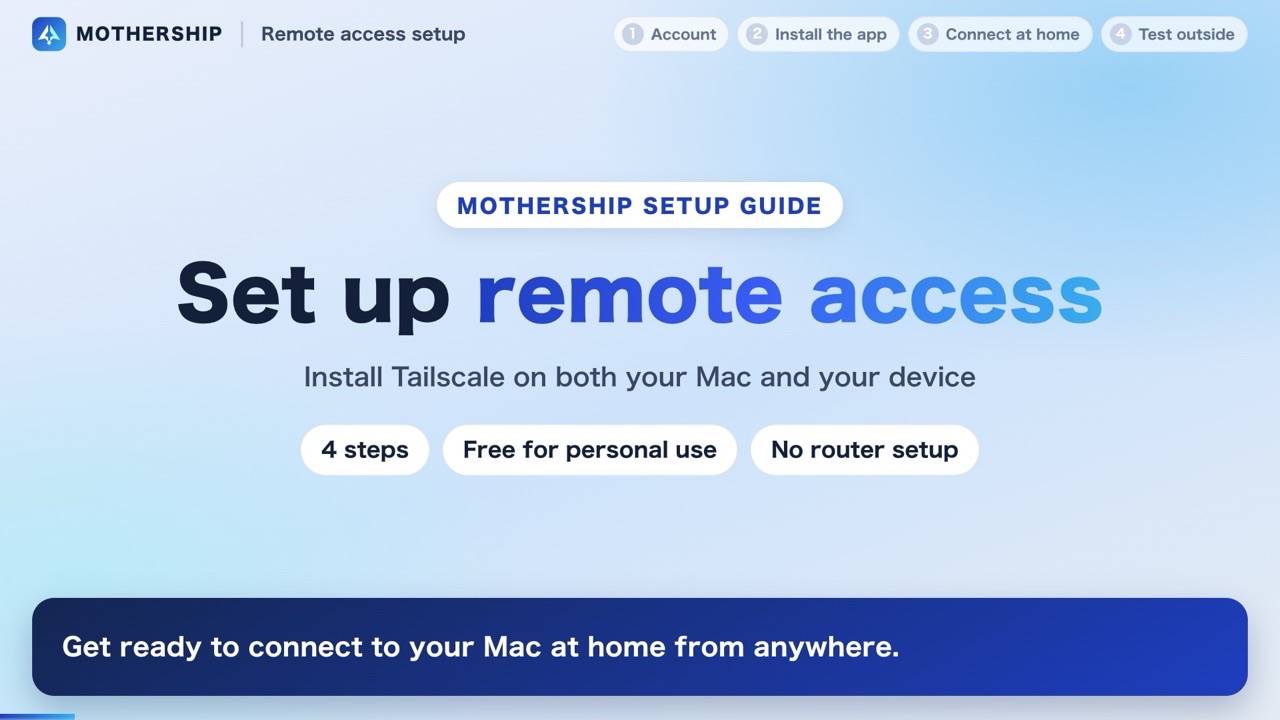 MOTHERSHIP
Remote access setup
1 Account
2 Install the app
3 Connect at home
4 Test outside
MOTHERSHIP SETUP GUIDE
Set up remote access
Install Tailscale on both your Mac and your device
4 steps
Free for personal use
No router setup
Get ready to connect to your Mac at home from anywhere.